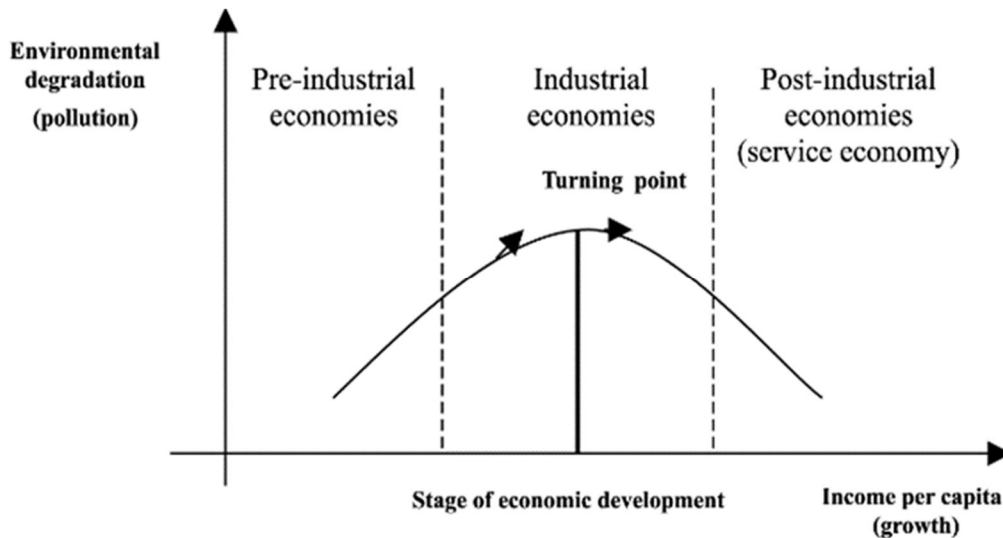 Environmental
degradation
(pollution)
Pre-industrial
economies
Industrial
economies
Post-industrial
economies
(service economy)
Turning point
Stage of economic development
Income per capita
(growth)